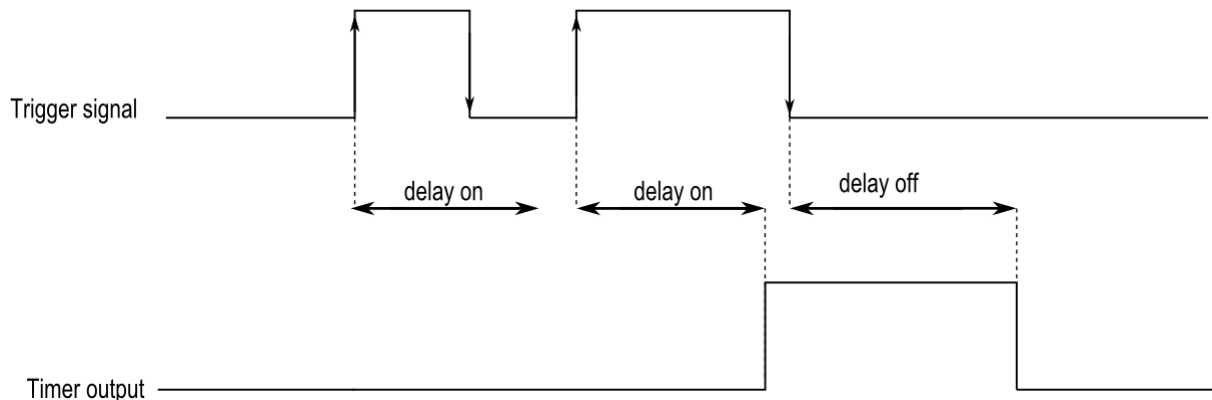 Trigger signal
delay on
delay on
delay off
Timer output